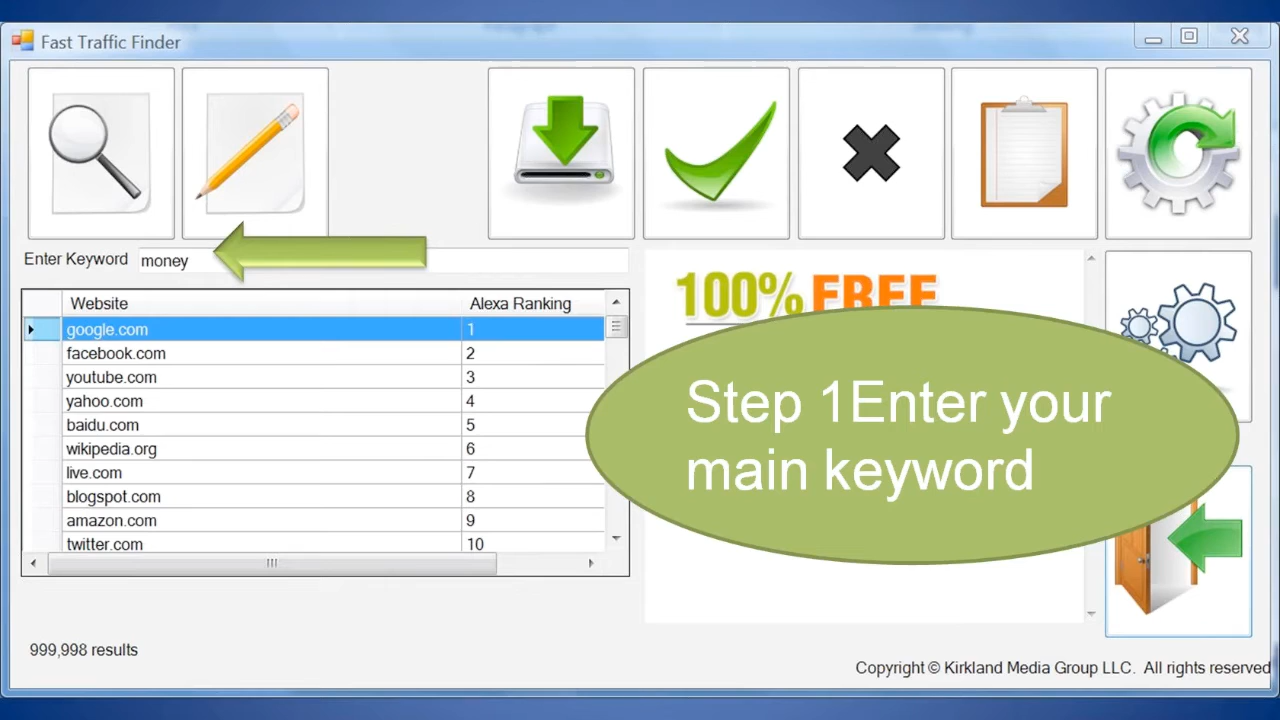 Fast Traffic Finder
Enter Keyword money
Website Alexa Ranking
google.com 1
facebook.com 2
youtube.com 3
yahoo.com 4
baidu.com 5
wikipedia.org 6
live.com 7
blogspot.com 8
amazon.com 9
twitter.com 10
100% FREE
Step 1Enter your
main keyword
999,998 results
Copyright © Kirkland Media Group LLC. All rights reserved